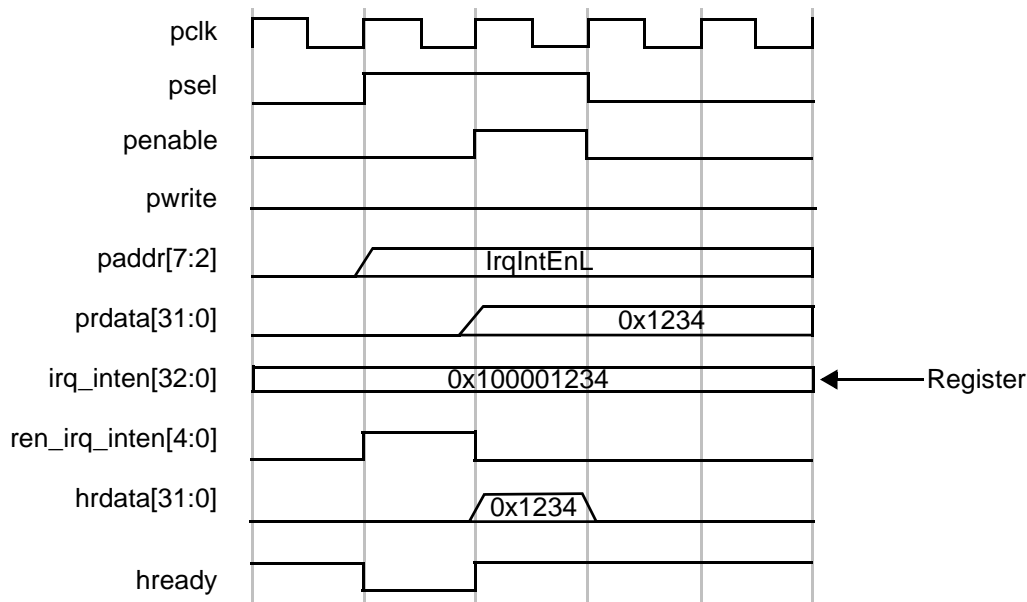 pclk
psel
penable
pwrite
paddr[7:2]
IrqIntEnL
prdata[31:0]
0x1234
irq_inten[32:0]
0x100001234
Register
ren_irq_inten[4:0]
hrdata[31:0]
0x1234
hready